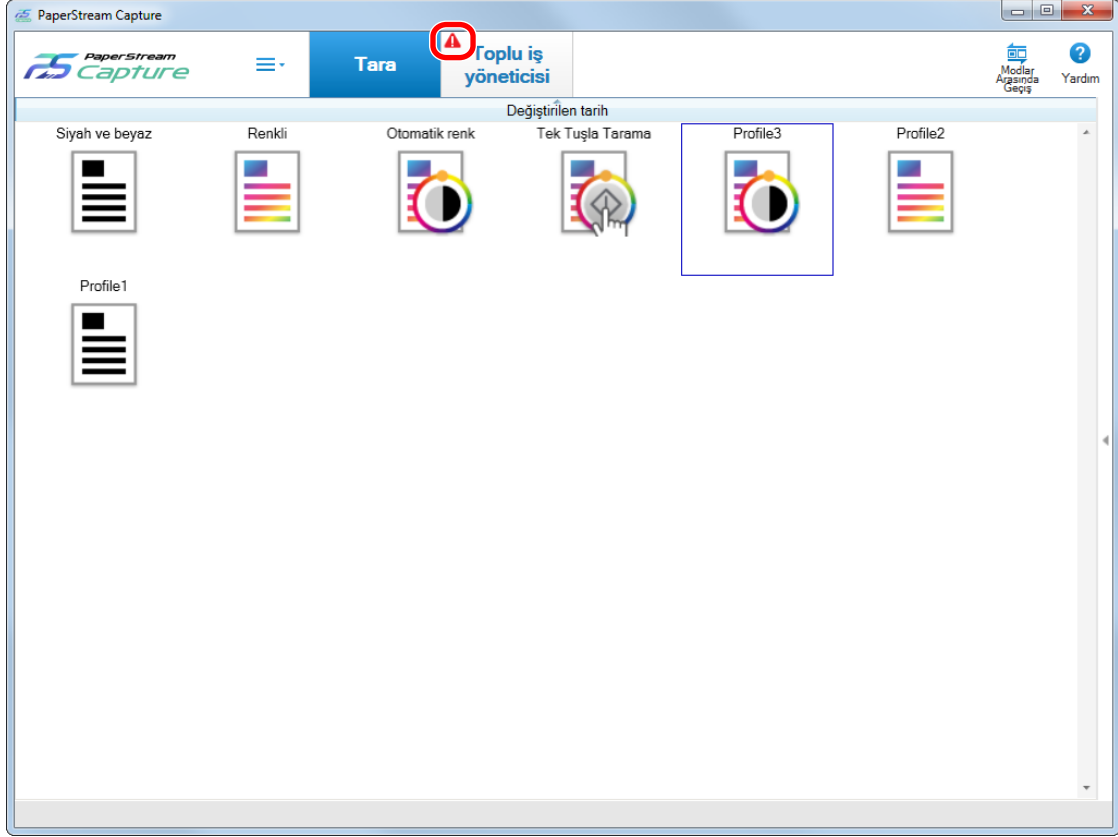 PaperStream Capture
PaperStream
Capture
Tara
Toplu iş
yöneticisi
Modlar
Arasında
Geçiş
Yardım
Değiştirilen tarih
Siyah ve beyaz
Renkli
Otomatik renk
Tek Tuşla Tarama
Profile3
Profile2
Profile1